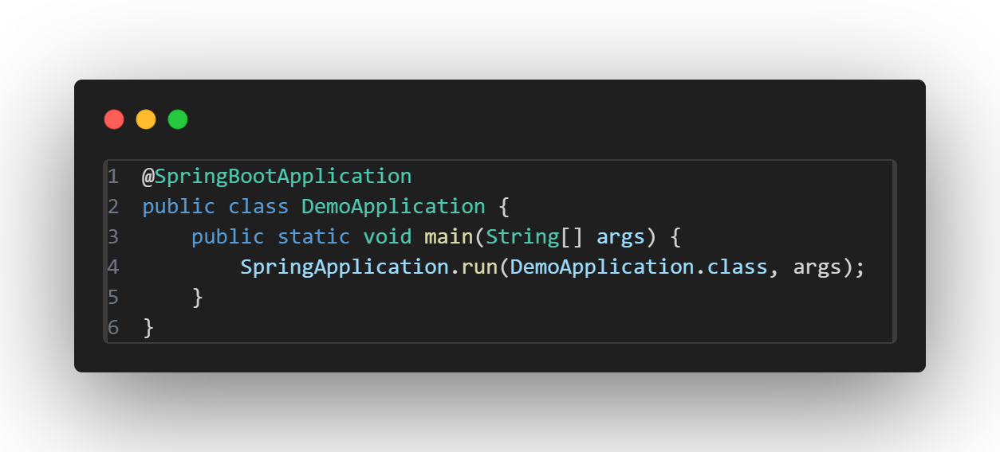 1 @SpringBootApplication
2 public class DemoApplication {
3     public static void main(String[] args) {
4         SpringApplication.run(DemoApplication.class, args);
5     }
6 }